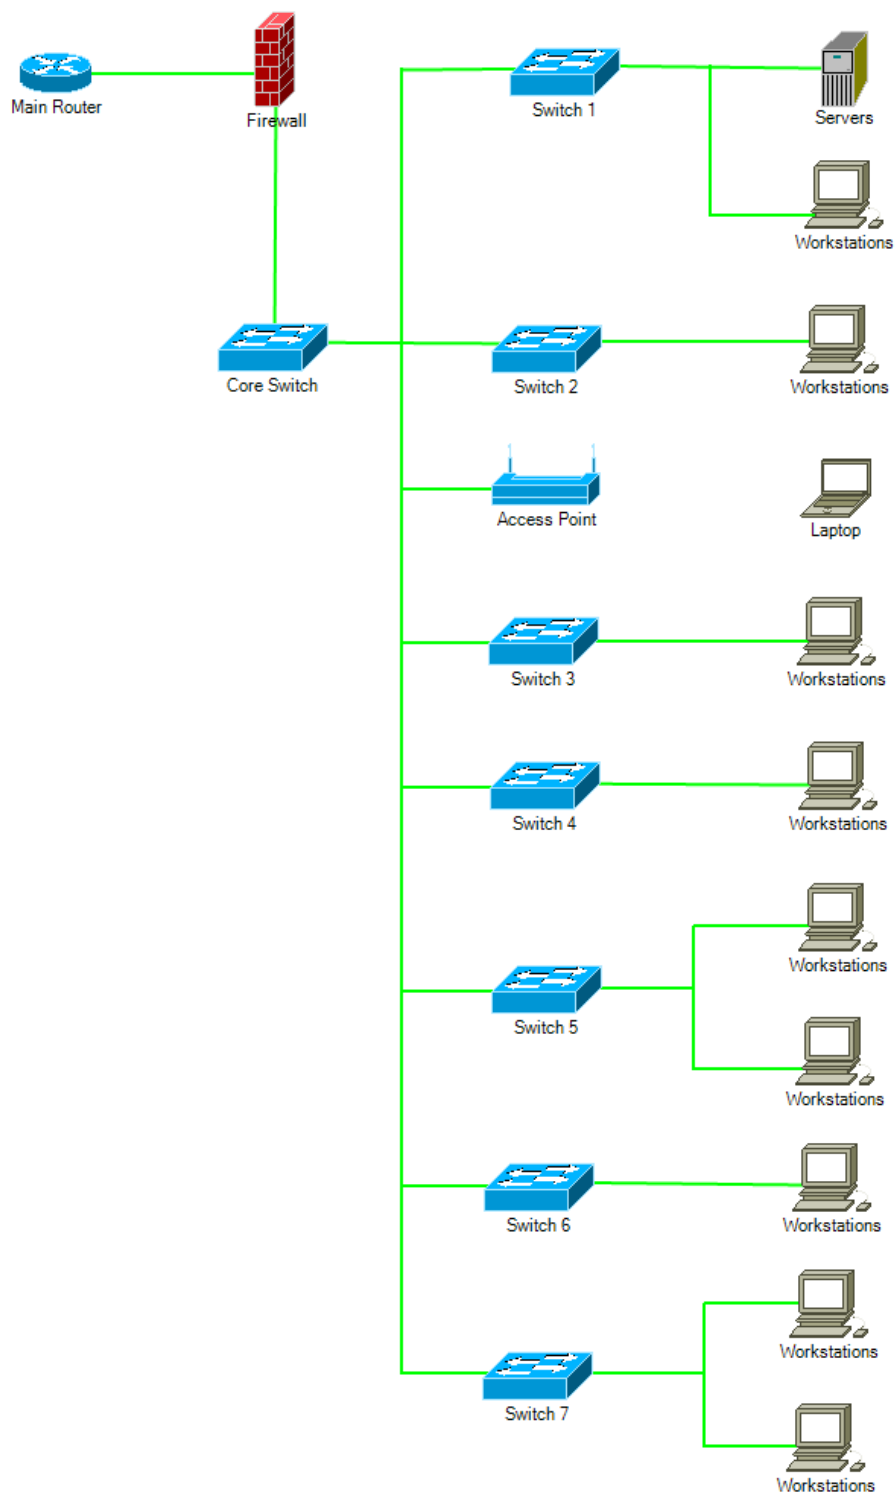 Main Router
Firewall
Switch 1
Servers
Workstations
Core Switch
Switch 2
Workstations
Access Point
Laptop
Switch 3
Workstations
Switch 4
Workstations
Workstations
Switch 5
Workstations
Switch 6
Workstations
Workstations
Switch 7
Workstations